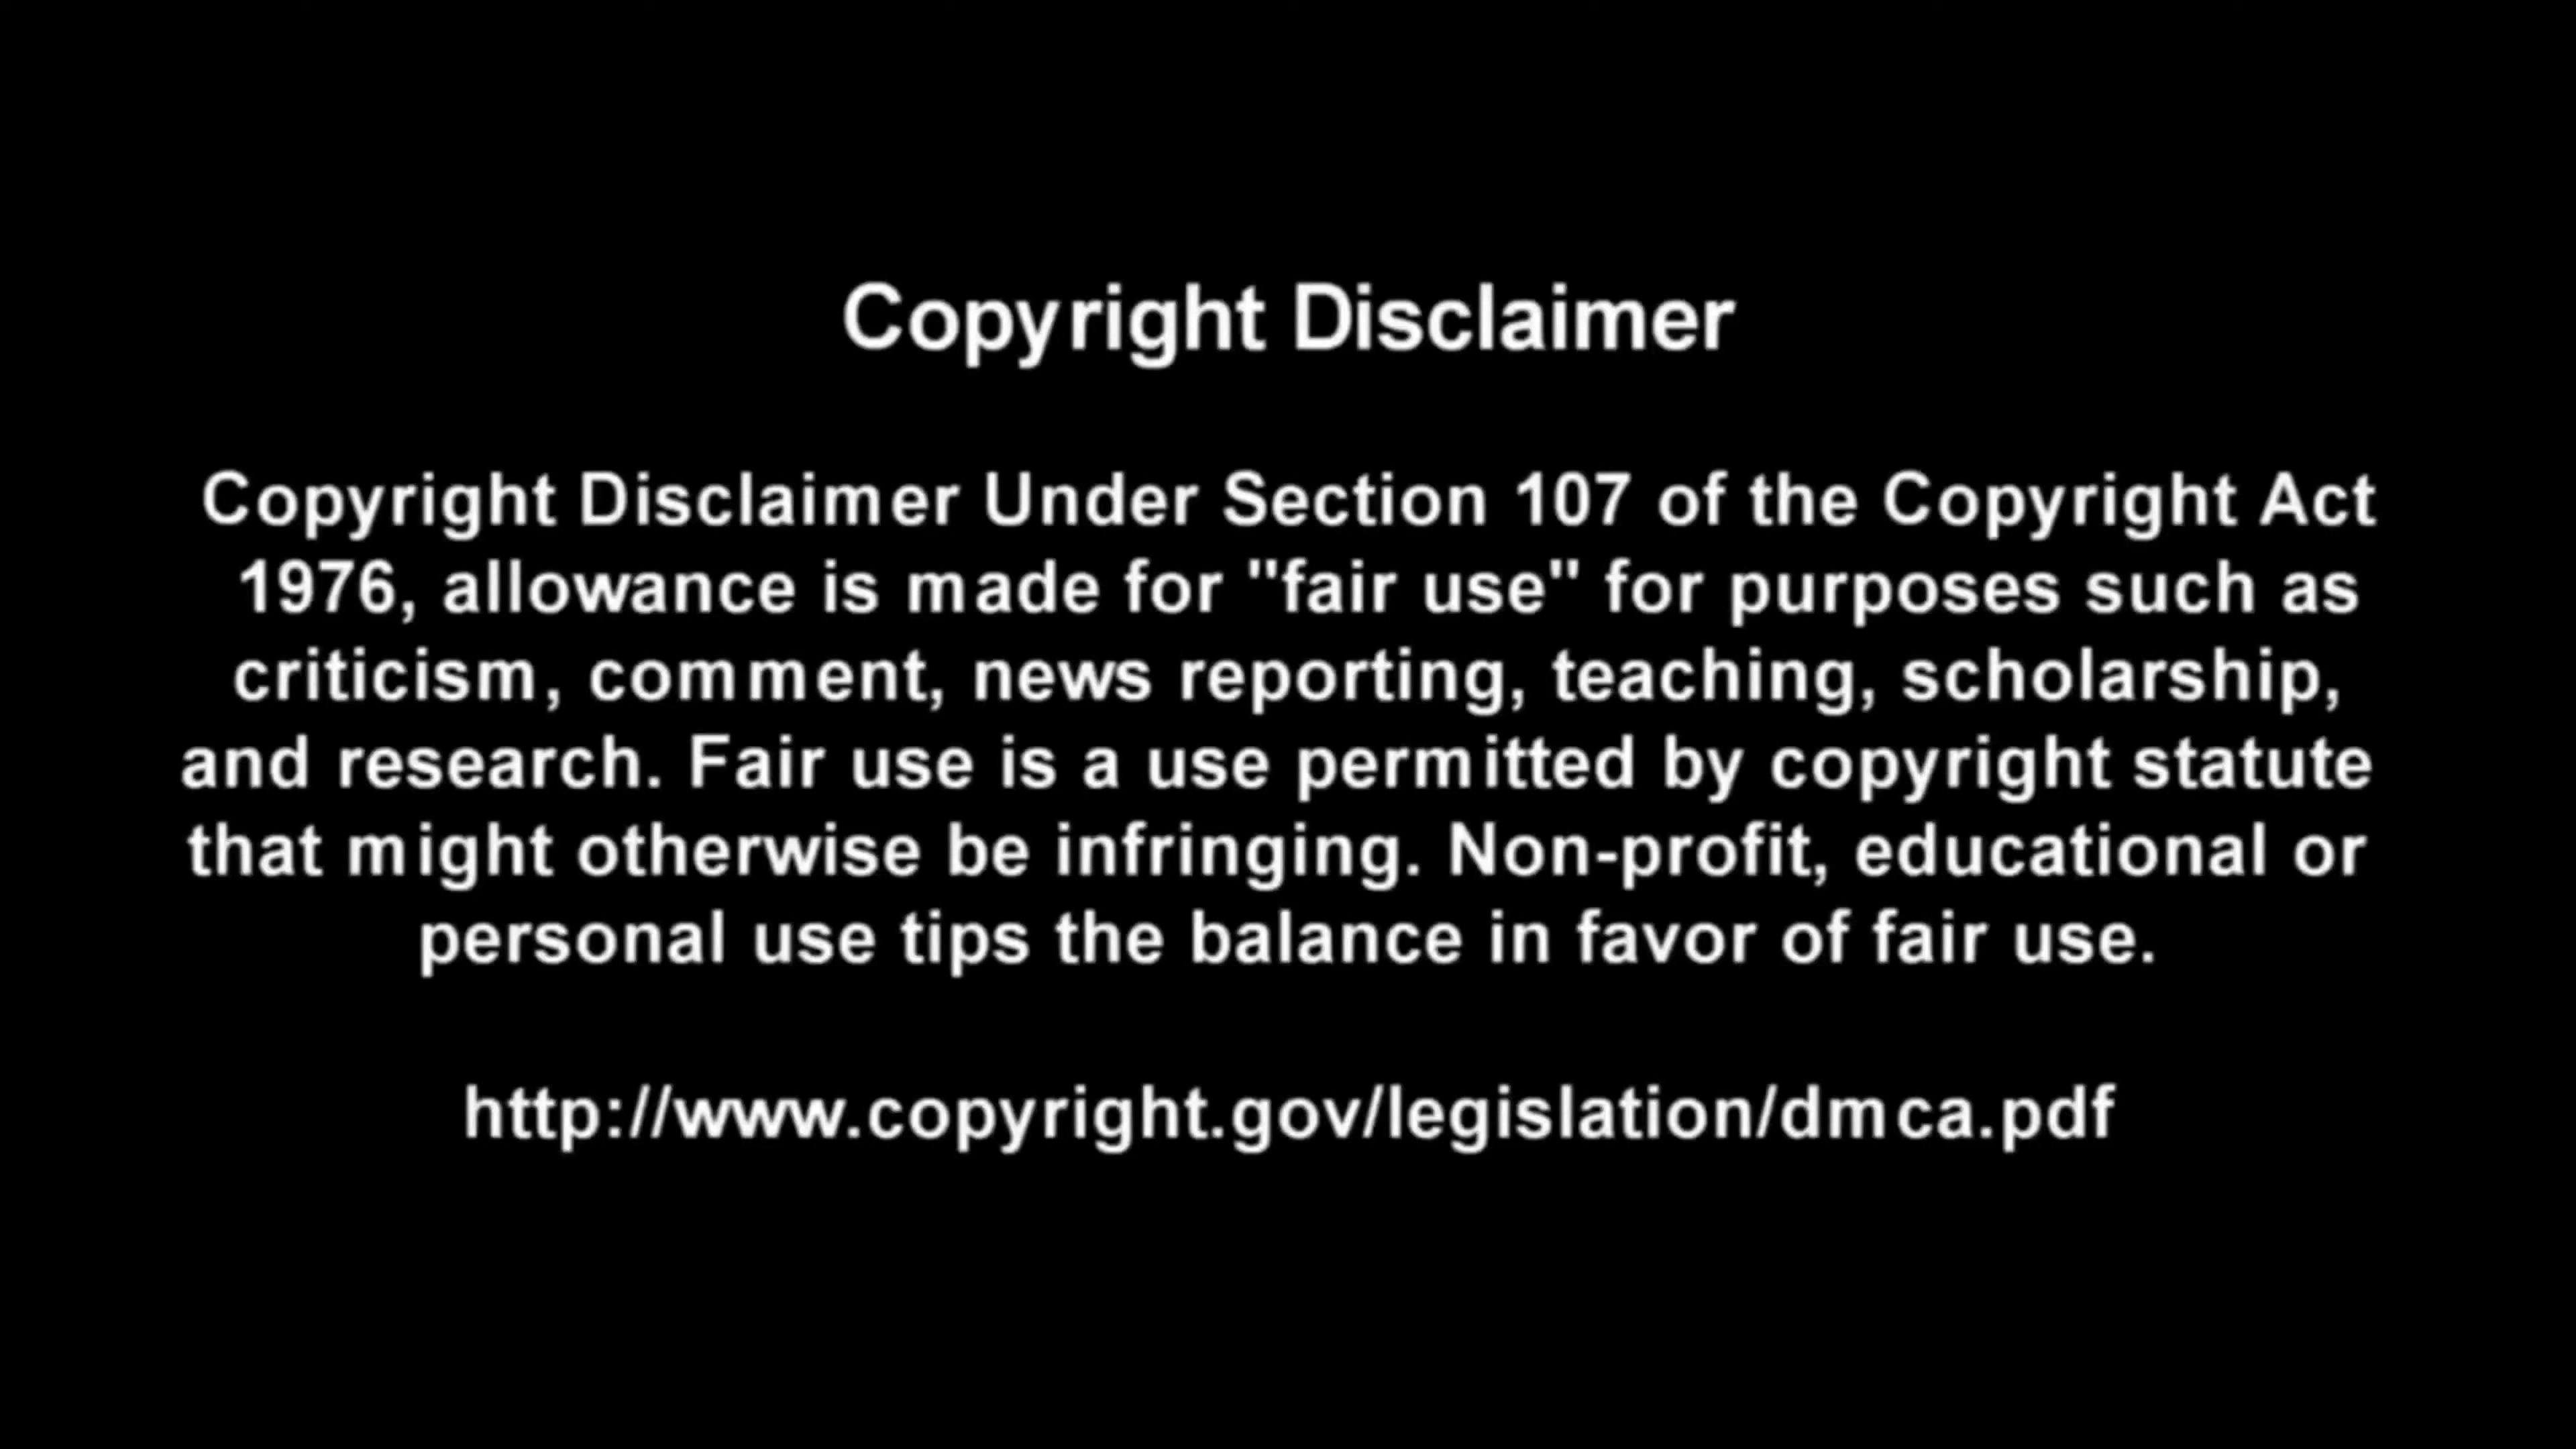 Copyright Disclaimer
Copyright Disclaimer Under Section 107 of the Copyright Act
1976, allowance is made for "fair use" for purposes such as
criticism, comment, news reporting, teaching, scholarship,
and research. Fair use is a use permitted by copyright statute
that might otherwise be infringing. Non-profit, educational or
personal use tips the balance in favor of fair use.
http://www.copyright.gov/legislation/dmca.pdf